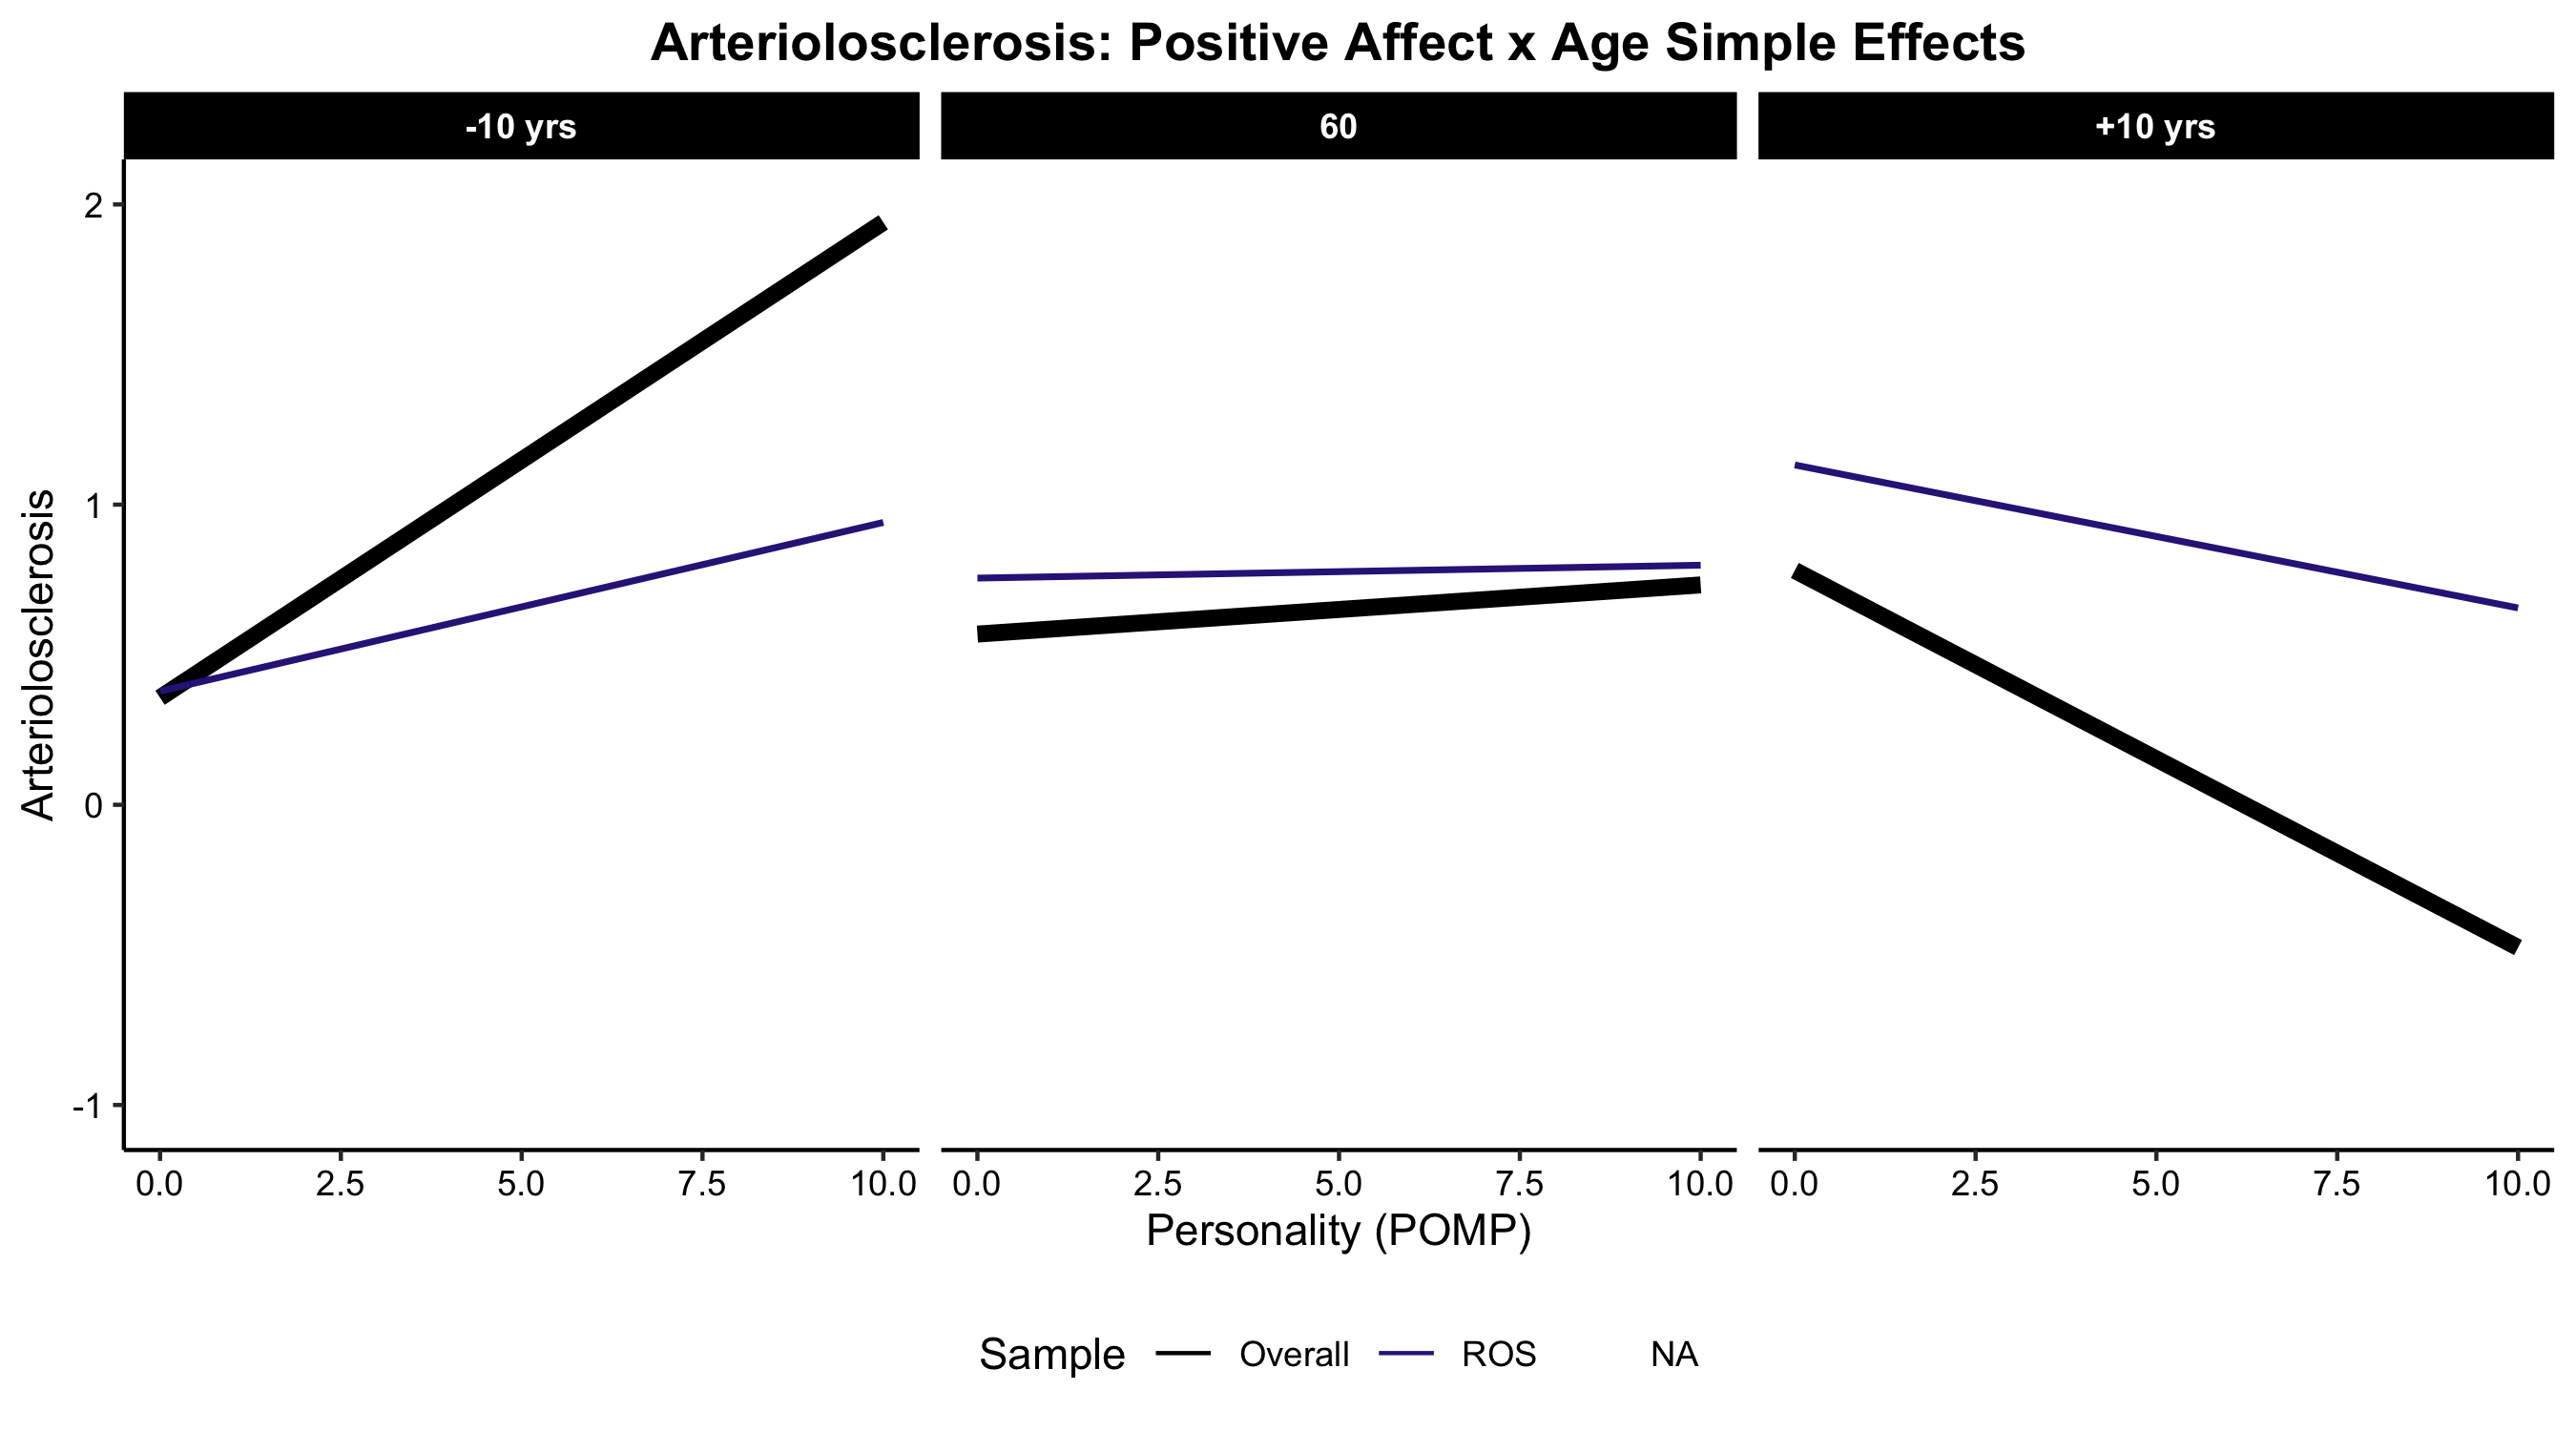 Arteriolosclerosis: Positive Affect x Age Simple Effects
-10 yrs
60
+10 yrs
Arteriolosclerosis
2
1
0
-1
0.0 2.5 5.0 7.5 10.0 0.0 2.5 5.0 7.5 10.0 0.0 2.5 5.0 7.5 10.0
Personality (POMP)
Sample Overall ROS NA